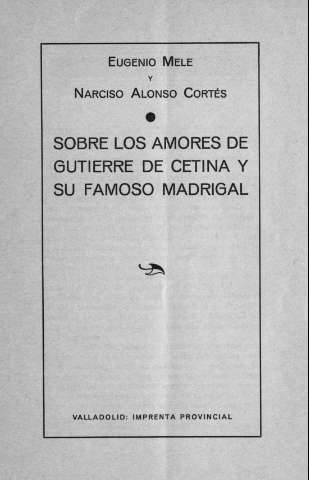 EUGENIO MELE
Y
NARCISO ALONSO CORTÉS
SOBRE LOS AMORES DE
GUTIERRE DE CETINA Y
SU FAMOSO MADRIGAL
VALLADOLID: IMPRENTA PROVINCIAL